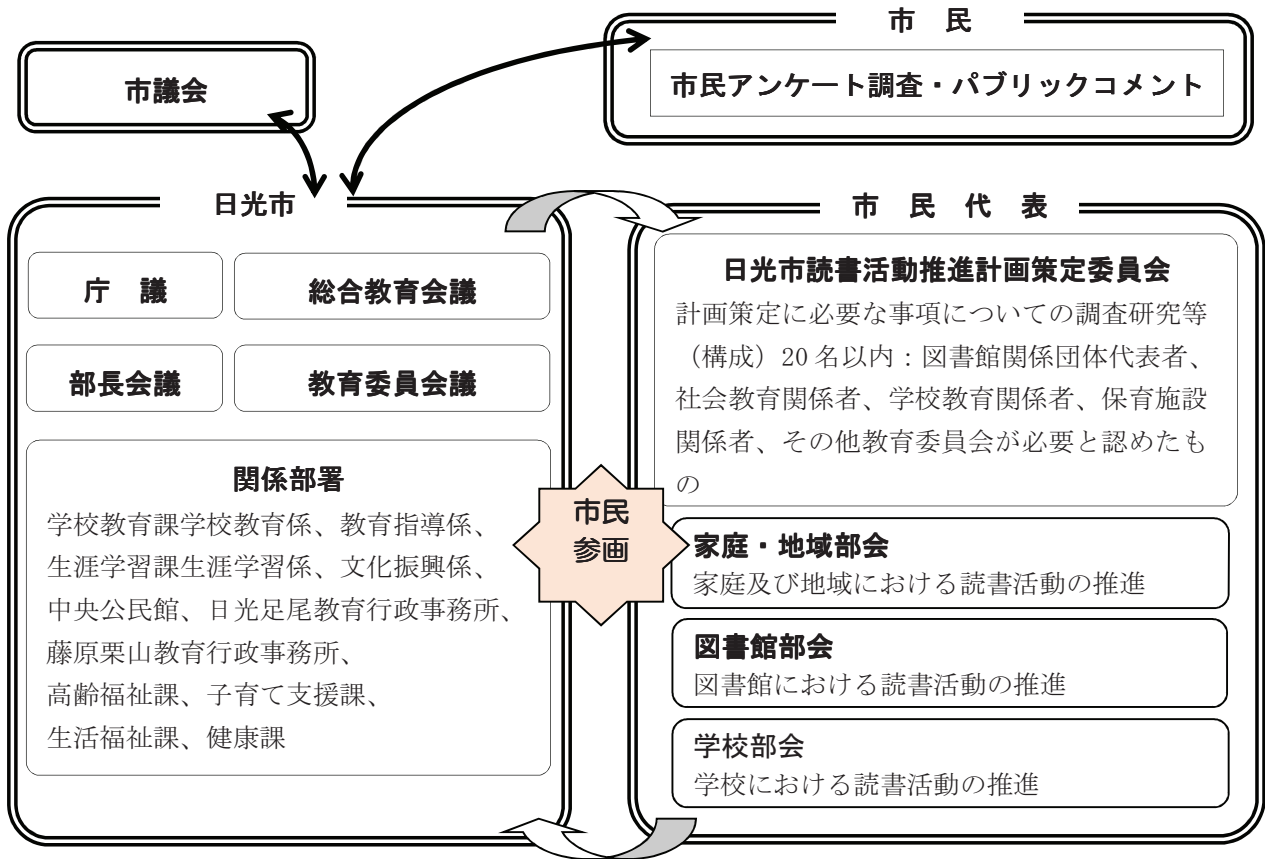 市　民
市民アンケート調査・パブリックコメント
市議会
日光市
庁　議
総合教育会議
部長会議
教育委員会議
関係部署
学校教育課学校教育係、教育指導係、
生涯学習課生涯学習係、文化振興係、
中央公民館、日光足尾教育行政事務所、
藤原栗山教育行政事務所、
高齢福祉課、子育て支援課、
生活福祉課、健康課
市民
参画
市　民　代　表
日光市読書活動推進計画策定委員会
計画策定に必要な事項についての調査研究等
（構成）20 名以内：図書館関係団体代表者、
社会教育関係者、学校教育関係者、保育施設
関係者、その他教育委員会が必要と認めたも
の
家庭・地域部会
家庭及び地域における読書活動の推進
図書館部会
図書館における読書活動の推進
学校部会
学校における読書活動の推進